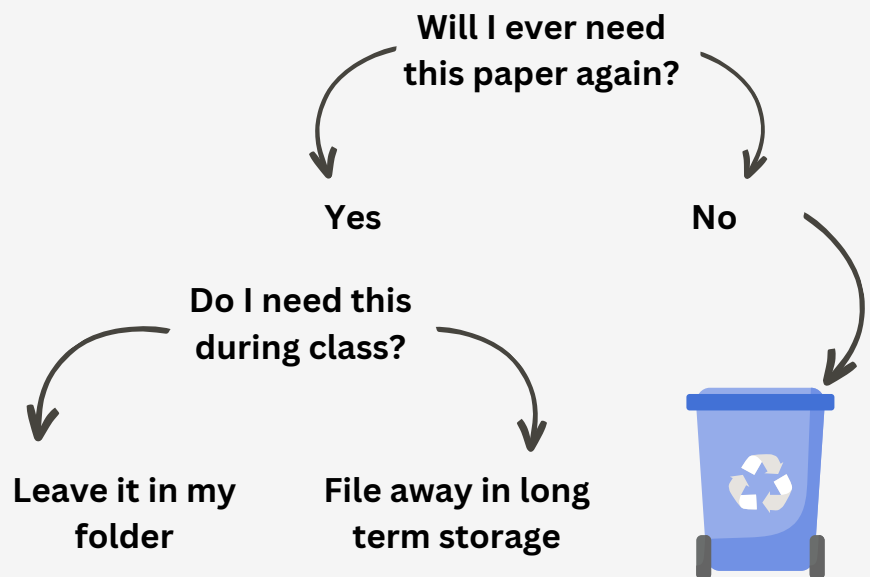 Will I ever need
this paper again?
Yes
No
Do I need this
during class?
Leave it in my
folder
File away in long
term storage